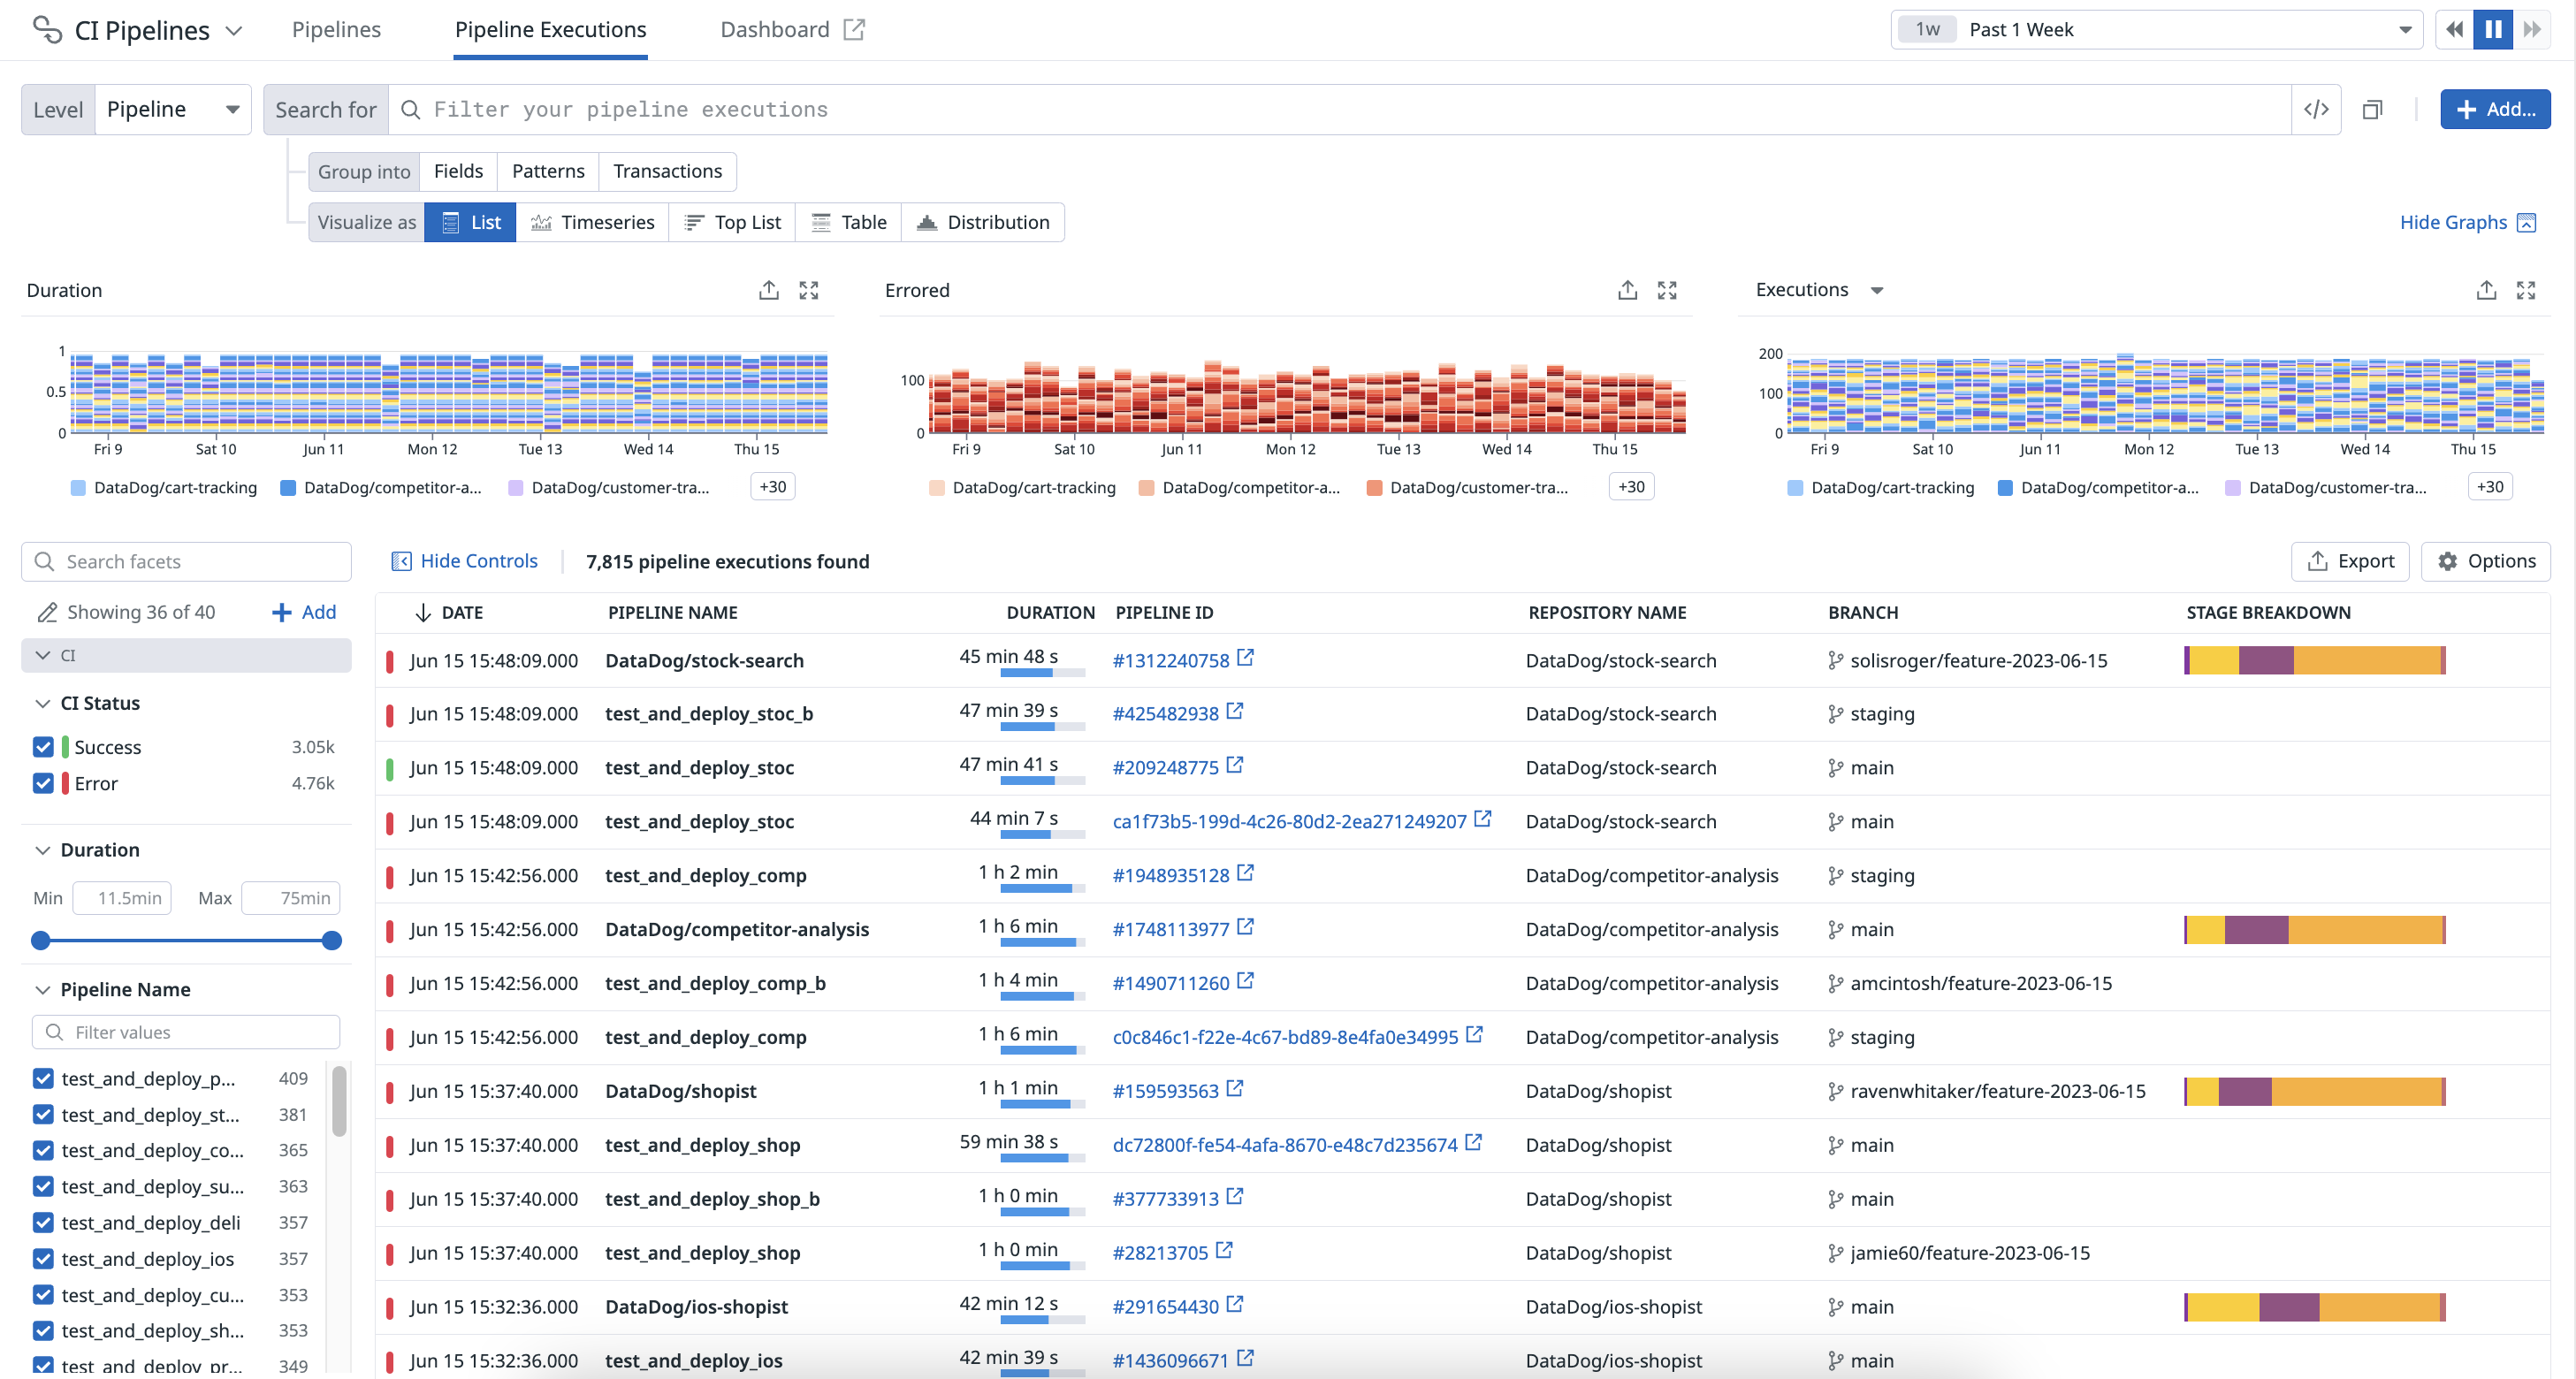 CI Pipelines Pipelines Pipeline Executions Dashboard 1w Past 1 Week
Level Pipeline Search for Filter your pipeline executions </> + Add...
Group into Fields Patterns Transactions
Visualize as List Timeseries Top List Table Distribution Hide Graphs
Duration
1
0.5
0
Fri 9 Sat 10 Jun 11 Mon 12 Tue 13 Wed 14 Thu 15
DataDog/cart-tracking DataDog/competitor-a... DataDog/customer-tra... +30
Errored
100
0
Fri 9 Sat 10 Jun 11 Mon 12 Tue 13 Wed 14 Thu 15
DataDog/cart-tracking DataDog/competitor-a... DataDog/customer-tra... +30
Executions
200
100
0
Fri 9 Sat 10 Jun 11 Mon 12 Tue 13 Wed 14 Thu 15
DataDog/cart-tracking DataDog/competitor-a... DataDog/customer-tra... +30
Search facets
Showing 36 of 40 + Add
CI
CI Status
Success 3.05k
Error 4.76k
Duration
Min 11.5min Max 75min
Pipeline Name
Filter values
test_and_deploy_p... 409
test_and_deploy_st... 381
test_and_deploy_co... 365
test_and_deploy_su... 363
test_and_deploy_deli 357
test_and_deploy_ios 357
test_and_deploy_cu... 353
test_and_deploy_sh... 353
test_and_deploy_pr... 349
Hide Controls 7,815 pipeline executions found Export Options
DATE PIPELINE NAME DURATION PIPELINE ID REPOSITORY NAME BRANCH STAGE BREAKDOWN
Jun 15 15:48:09.000 DataDog/stock-search 45 min 48 s #1312240758 DataDog/stock-search solisroger/feature-2023-06-15
Jun 15 15:48:09.000 test_and_deploy_stoc_b 47 min 39 s #425482938 DataDog/stock-search staging
Jun 15 15:48:09.000 test_and_deploy_stoc 47 min 41 s #209248775 DataDog/stock-search main
Jun 15 15:48:09.000 test_and_deploy_stoc 44 min 7 s ca1f73b5-199d-4c26-80d2-2ea271249207 DataDog/stock-search main
Jun 15 15:42:56.000 test_and_deploy_comp 1 h 2 min #1948935128 DataDog/competitor-analysis staging
Jun 15 15:42:56.000 DataDog/competitor-analysis 1 h 6 min #1748113977 DataDog/competitor-analysis main
Jun 15 15:42:56.000 test_and_deploy_comp_b 1 h 4 min #1490711260 DataDog/competitor-analysis amcintosh/feature-2023-06-15
Jun 15 15:42:56.000 test_and_deploy_comp 1 h 6 min c0c846c1-f22e-4c67-bd89-8e4fa0e34995 DataDog/competitor-analysis staging
Jun 15 15:37:40.000 DataDog/shopist 1 h 1 min #159593563 DataDog/shopist ravenwhitaker/feature-2023-06-15
Jun 15 15:37:40.000 test_and_deploy_shop 59 min 38 s dc72800f-fe54-4afa-8670-e48c7d235674 DataDog/shopist main
Jun 15 15:37:40.000 test_and_deploy_shop_b 1 h 0 min #377733913 DataDog/shopist main
Jun 15 15:37:40.000 test_and_deploy_shop 1 h 0 min #28213705 DataDog/shopist jamie60/feature-2023-06-15
Jun 15 15:32:36.000 DataDog/ios-shopist 42 min 12 s #291654430 DataDog/ios-shopist main
Jun 15 15:32:36.000 test_and_deploy_ios 42 min 39 s #1436096671 DataDog/ios-shopist main